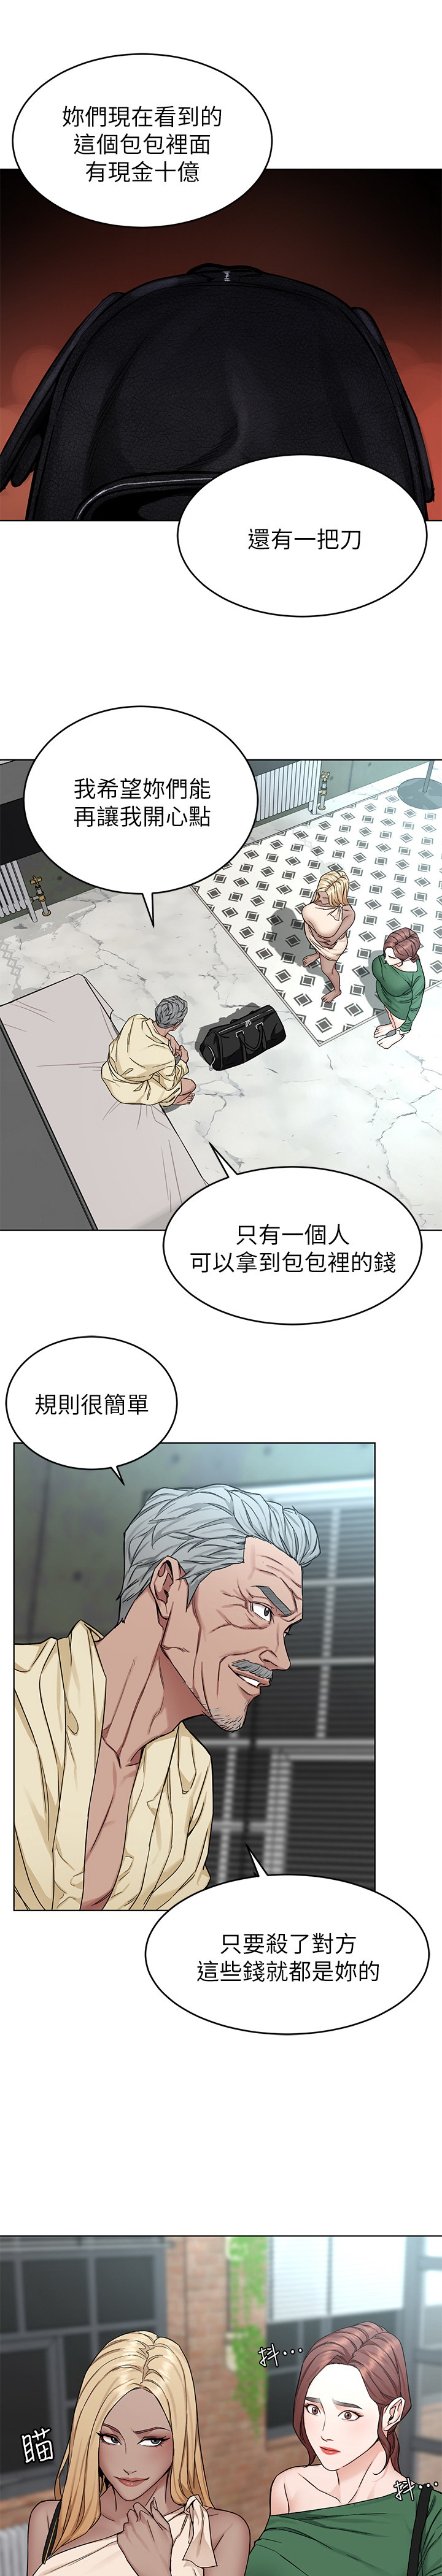 妳們現在看到的
這個包包裡面
有現金十億
還有一把刀
我希望妳們能
再讓我開心點
只有一個人
可以拿到包包裡的錢
規則很簡單
只要殺了對方
這些錢就都是妳的
抖…
瞄
抖…